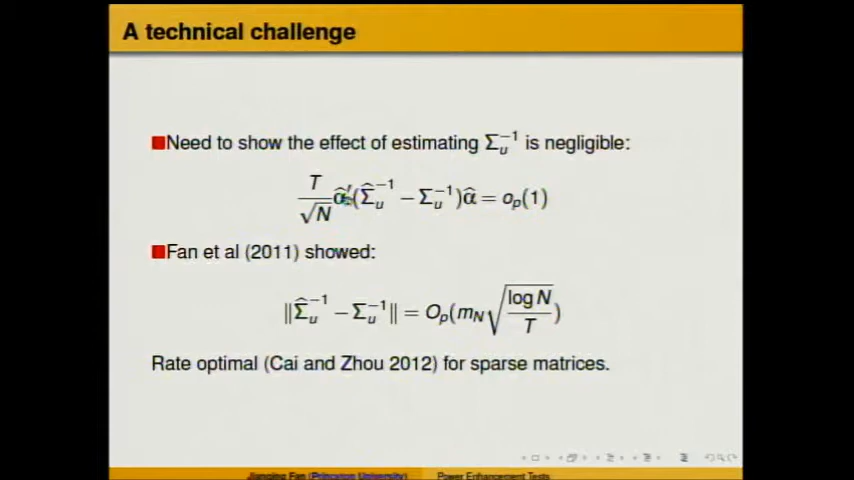 A technical challenge
Need to show the effect of estimating Σ_u^{-1} is negligible:
T/√N α̂′(Σ̂_u^{-1} − Σ_u^{-1})α̂ = o_p(1)
Fan et al (2011) showed:
‖Σ̂_u^{-1} − Σ_u^{-1}‖ = O_p(m_N √(log N / T))
Rate optimal (Cai and Zhou 2012) for sparse matrices.
Jianqing Fan (Princeton University) Power Enhancement Tests